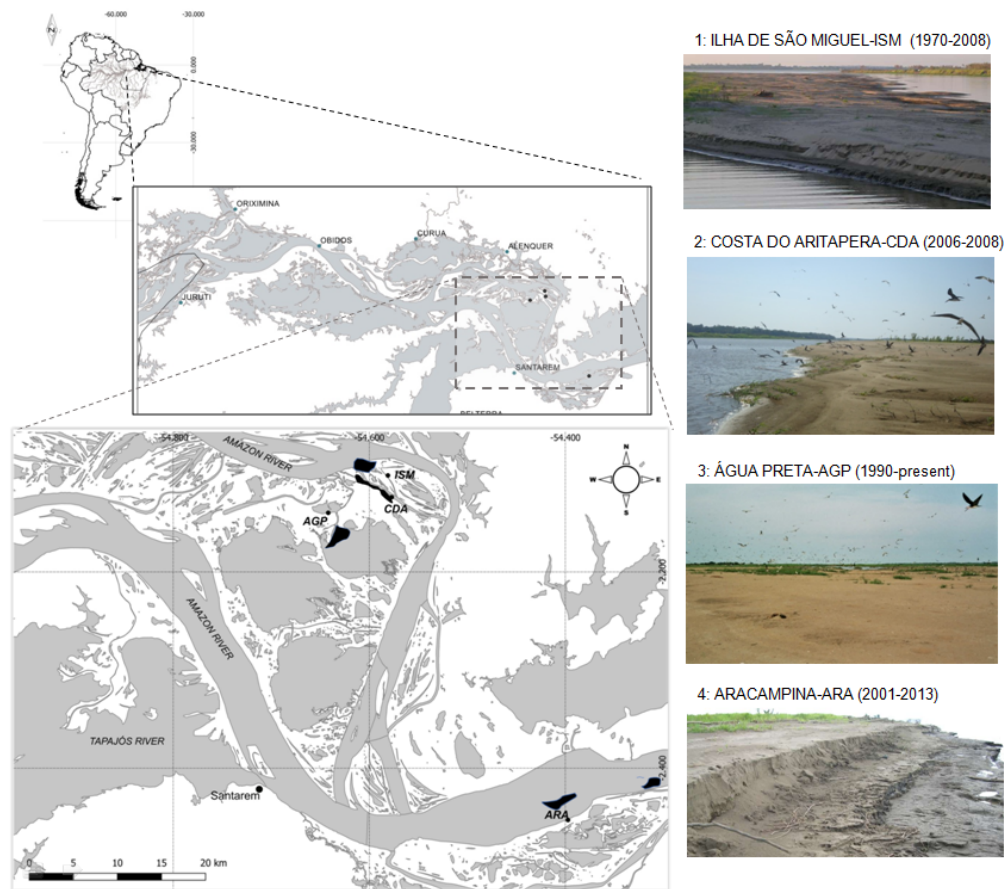 -60.000
-30.000
N
0.000
-30.000
ORIXIMINA
OBIDOS
CURUA
ALENQUER
JURUTI
SANTAREM
BELTERRA
-54.800
-54.600
-54.400
AMAZON RIVER
ISM
CDA
AGP
N
W
E
S
-2.200
AMAZON RIVER
TAPAJÓS RIVER
-2.400
Santarem
ARA
0 5 10 15 20 km
1: ILHA DE SÃO MIGUEL-ISM (1970-2008)
2: COSTA DO ARITAPERA-CDA (2006-2008)
3: ÁGUA PRETA-AGP (1990-present)
4: ARACAMPINA-ARA (2001-2013)